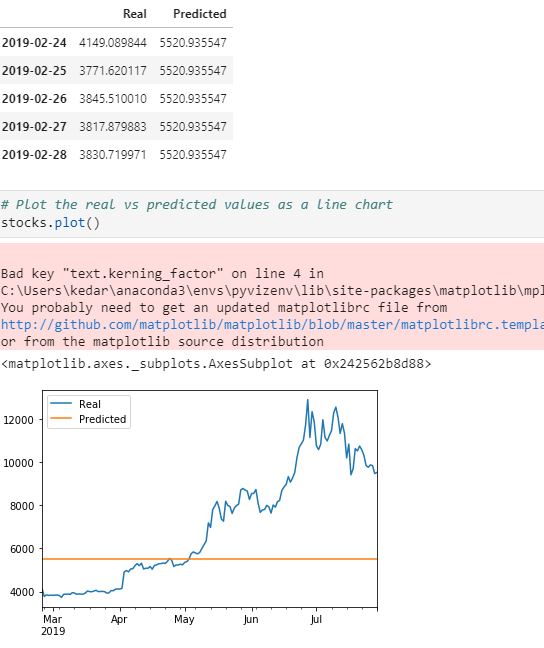 Real Predicted
2019-02-24 4149.089844 5520.935547
2019-02-25 3771.620117 5520.935547
2019-02-26 3845.510010 5520.935547
2019-02-27 3817.879883 5520.935547
2019-02-28 3830.719971 5520.935547
# Plot the real vs predicted values as a line chart
stocks.plot()
Bad key "text.kerning_factor" on line 4 in
C:\Users\kedar\anaconda3\envs\pyvizenv\lib\site-packages\matplotlib\mpl
You probably need to get an updated matplotlibrc file from
http://github.com/matplotlib/matplotlib/blob/master/matplotlibrc.templa
or from the matplotlib source distribution
<matplotlib.axes._subplots.AxesSubplot at 0x242562b8d88>
Real
Predicted
12000
10000
8000
6000
4000
Mar Apr May Jun Jul
2019